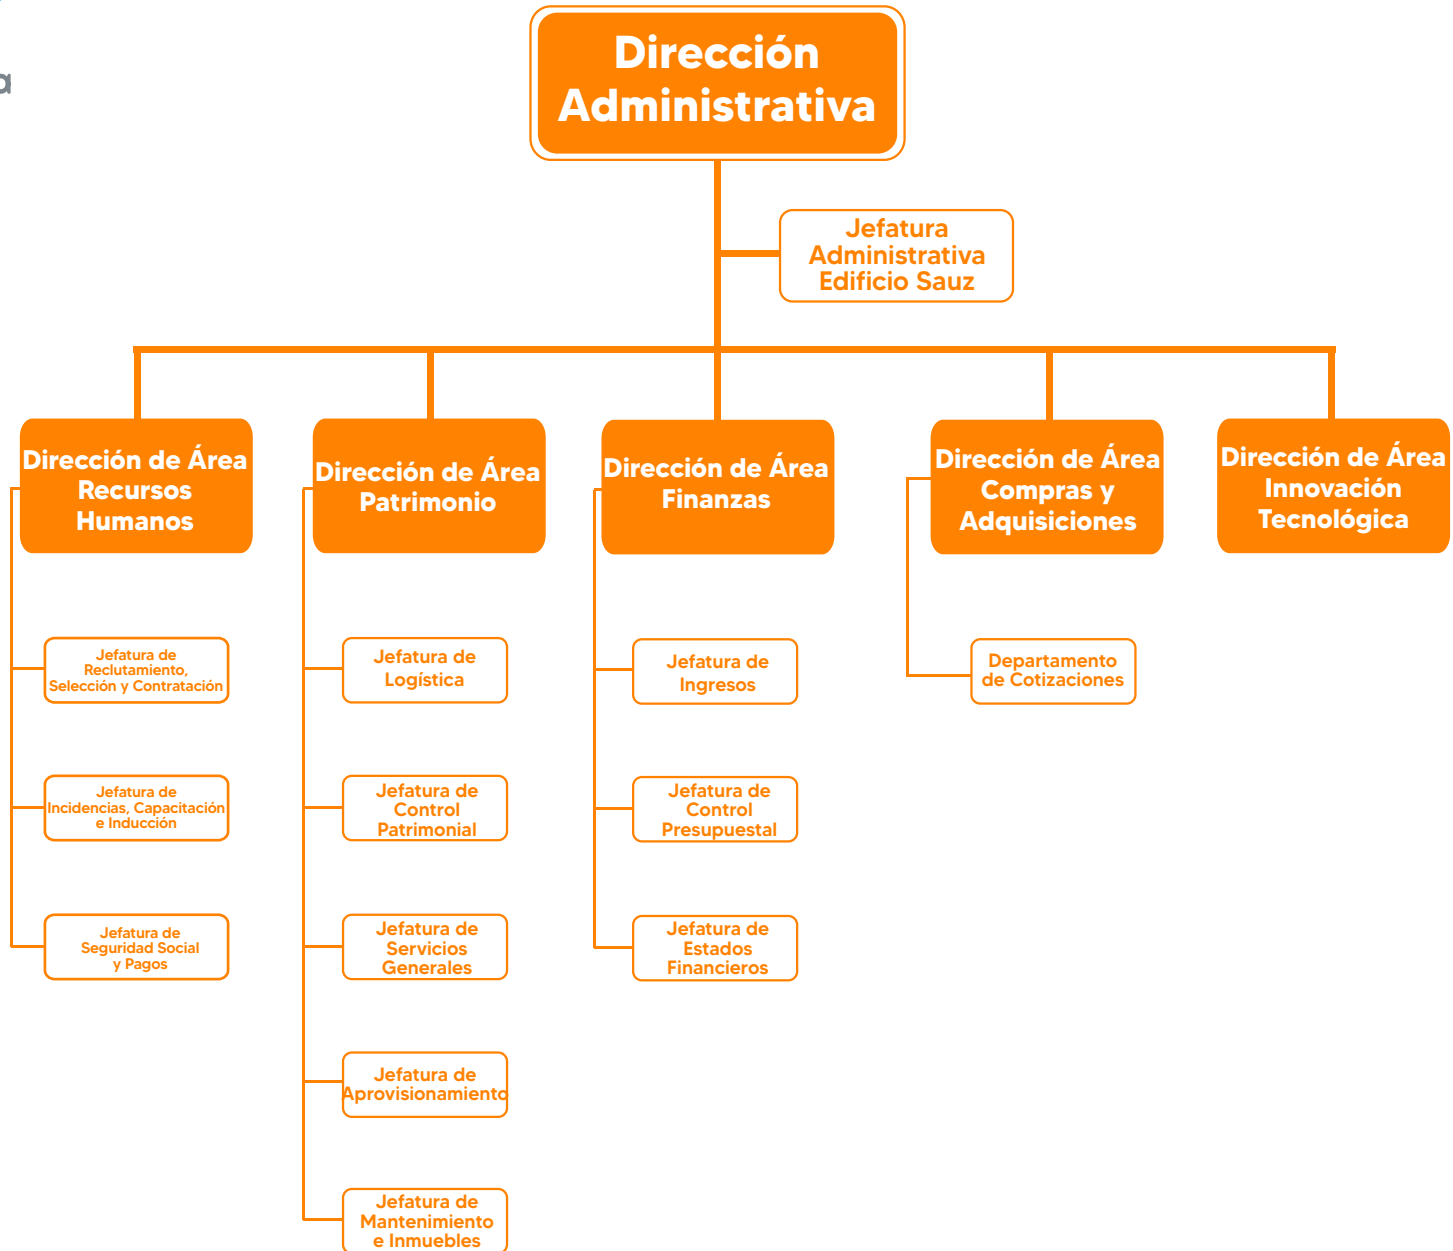 Dirección
Administrativa
Jefatura
Administrativa
Edificio Sauz
Dirección de Área
Recursos
Humanos
Dirección de Área
Patrimonio
Dirección de Área
Finanzas
Dirección de Área
Compras y
Adquisiciones
Dirección de Área
Innovación
Tecnológica
Jefatura de
Reclutamiento,
Selección y Contratación
Jefatura de
Logística
Jefatura de
Ingresos
Departamento
de Cotizaciones
Jefatura de
Incidencias, Capacitación
e Inducción
Jefatura de
Control
Patrimonial
Jefatura de
Control
Presupuestal
Jefatura de
Seguridad Social
y Pagos
Jefatura de
Servicios
Generales
Jefatura de
Estados
Financieros
Jefatura de
Aprovisionamiento
Jefatura de
Mantenimiento
e Inmuebles